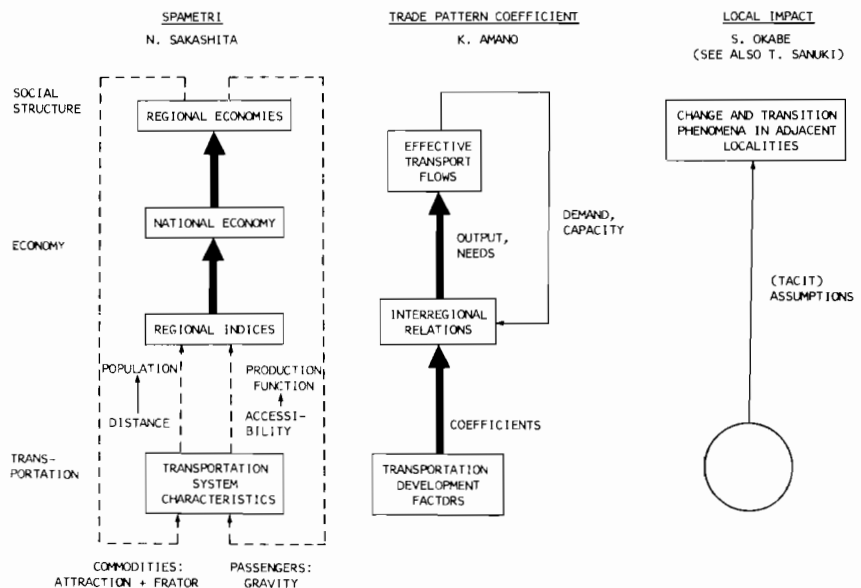 SPAMETRI
N. SAKASHITA
TRADE PATTERN COEFFICIENT
K. AMANO
LOCAL IMPACT
S. OKABE
(SEE ALSO T. SANUKI)
SOCIAL
STRUCTURE
ECONOMY
TRANS-
PORTATION
REGIONAL ECONOMIES
NATIONAL ECONOMY
REGIONAL INDICES
POPULATION
DISTANCE
PRODUCTION
FUNCTION
ACCESSI-
BILITY
TRANSPORTATION
SYSTEM
CHARACTERISTICS
COMMODITIES:
ATTRACTION + FRATOR
PASSENGERS:
GRAVITY
EFFECTIVE
TRANSPORT
FLOWS
OUTPUT,
NEEDS
DEMAND,
CAPACITY
INTERREGIONAL
RELATIONS
COEFFICIENTS
TRANSPORTATION
DEVELOPMENT
FACTORS
CHANGE AND TRANSITION
PHENOMENA IN ADJACENT
LOCALITIES
(TACIT)
ASSUMPTIONS